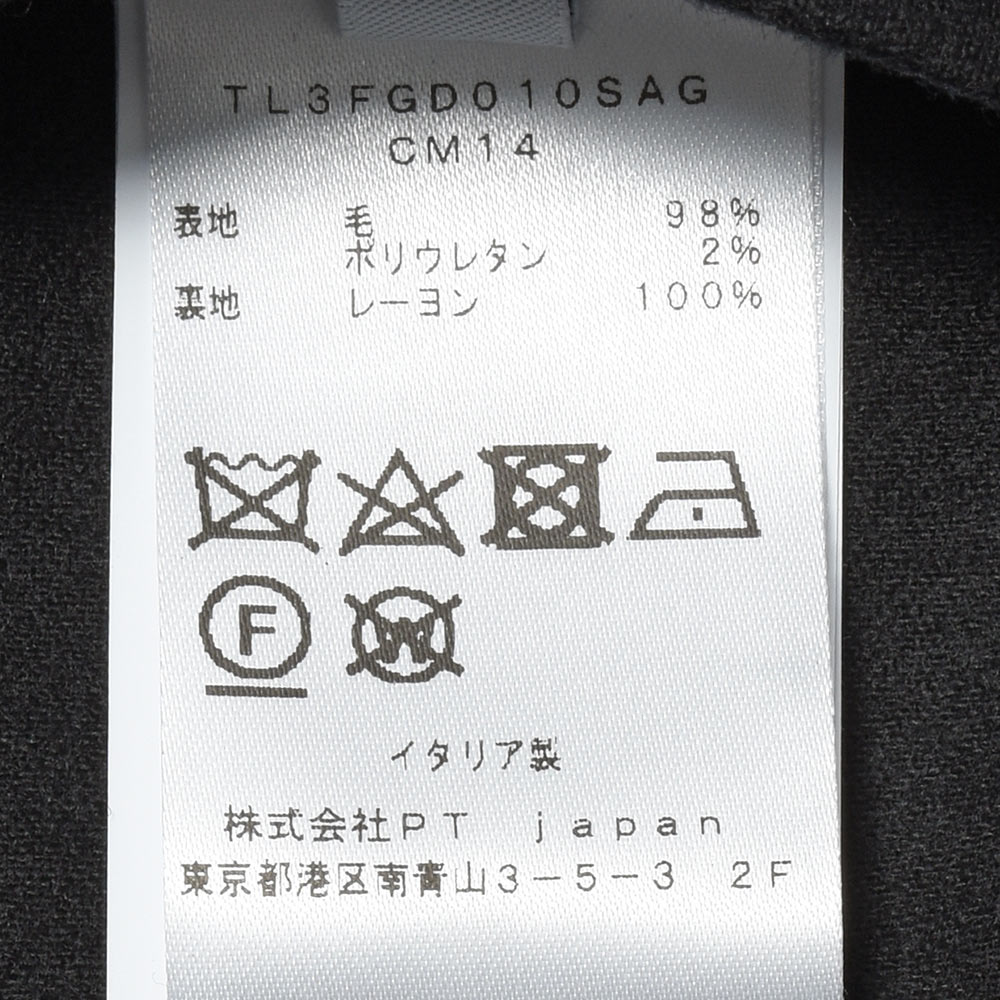 TL3FGD010SAG
CM14
表地 毛 98%
ポリウレタン 2%
裏地 レーヨン 100%
F W
イタリア製
株式会社PT japan
東京都港区南青山3-5-3 2F